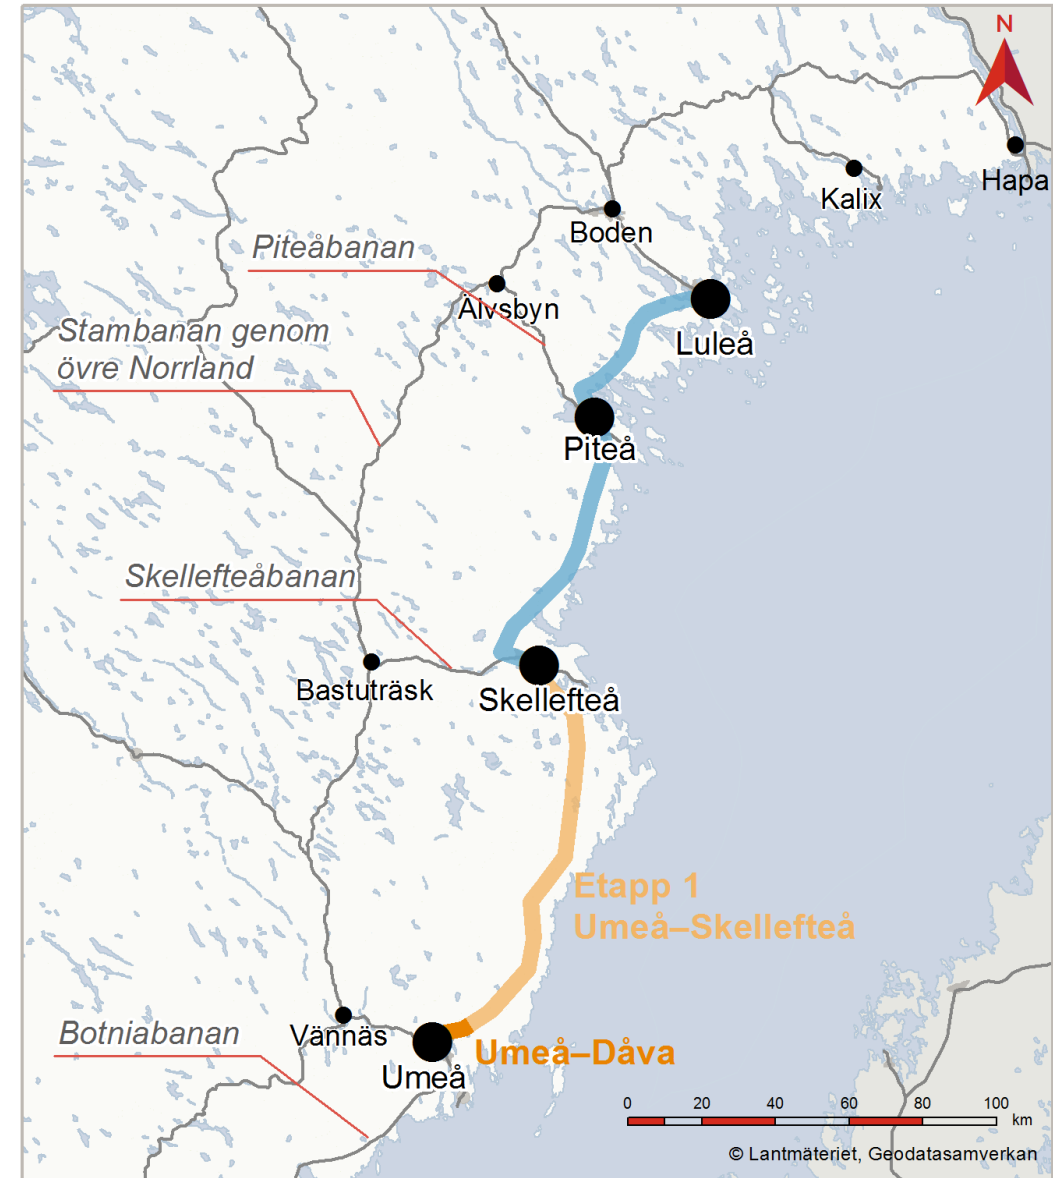 N
Hapa
Kalix
Boden
Piteåbanan
Älvsbyn
Stambanan genom
övre Norrland
Luleå
Piteå
Skellefteåbanan
Bastuträsk
Skellefteå
Etapp 1
Umeå–Skellefteå
Botniabanan
Vännäs
Umeå–Dåva
Umeå
0 20 40 60 80 100
km
© Lantmäteriet, Geodatasamverkan